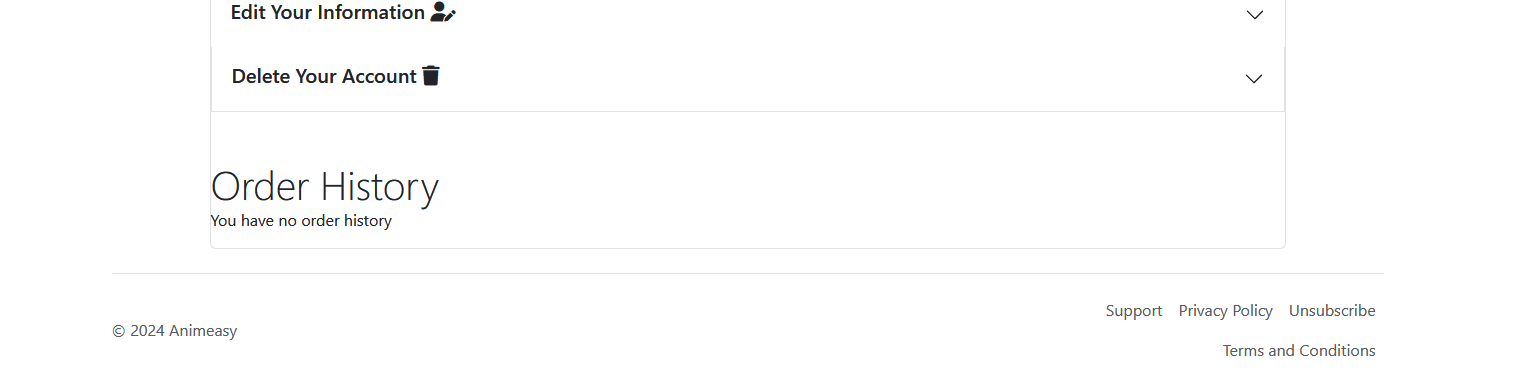 Edit Your Information
Delete Your Account
Order History
You have no order history
Support Privacy Policy Unsubscribe
© 2024 Animeasy
Terms and Conditions